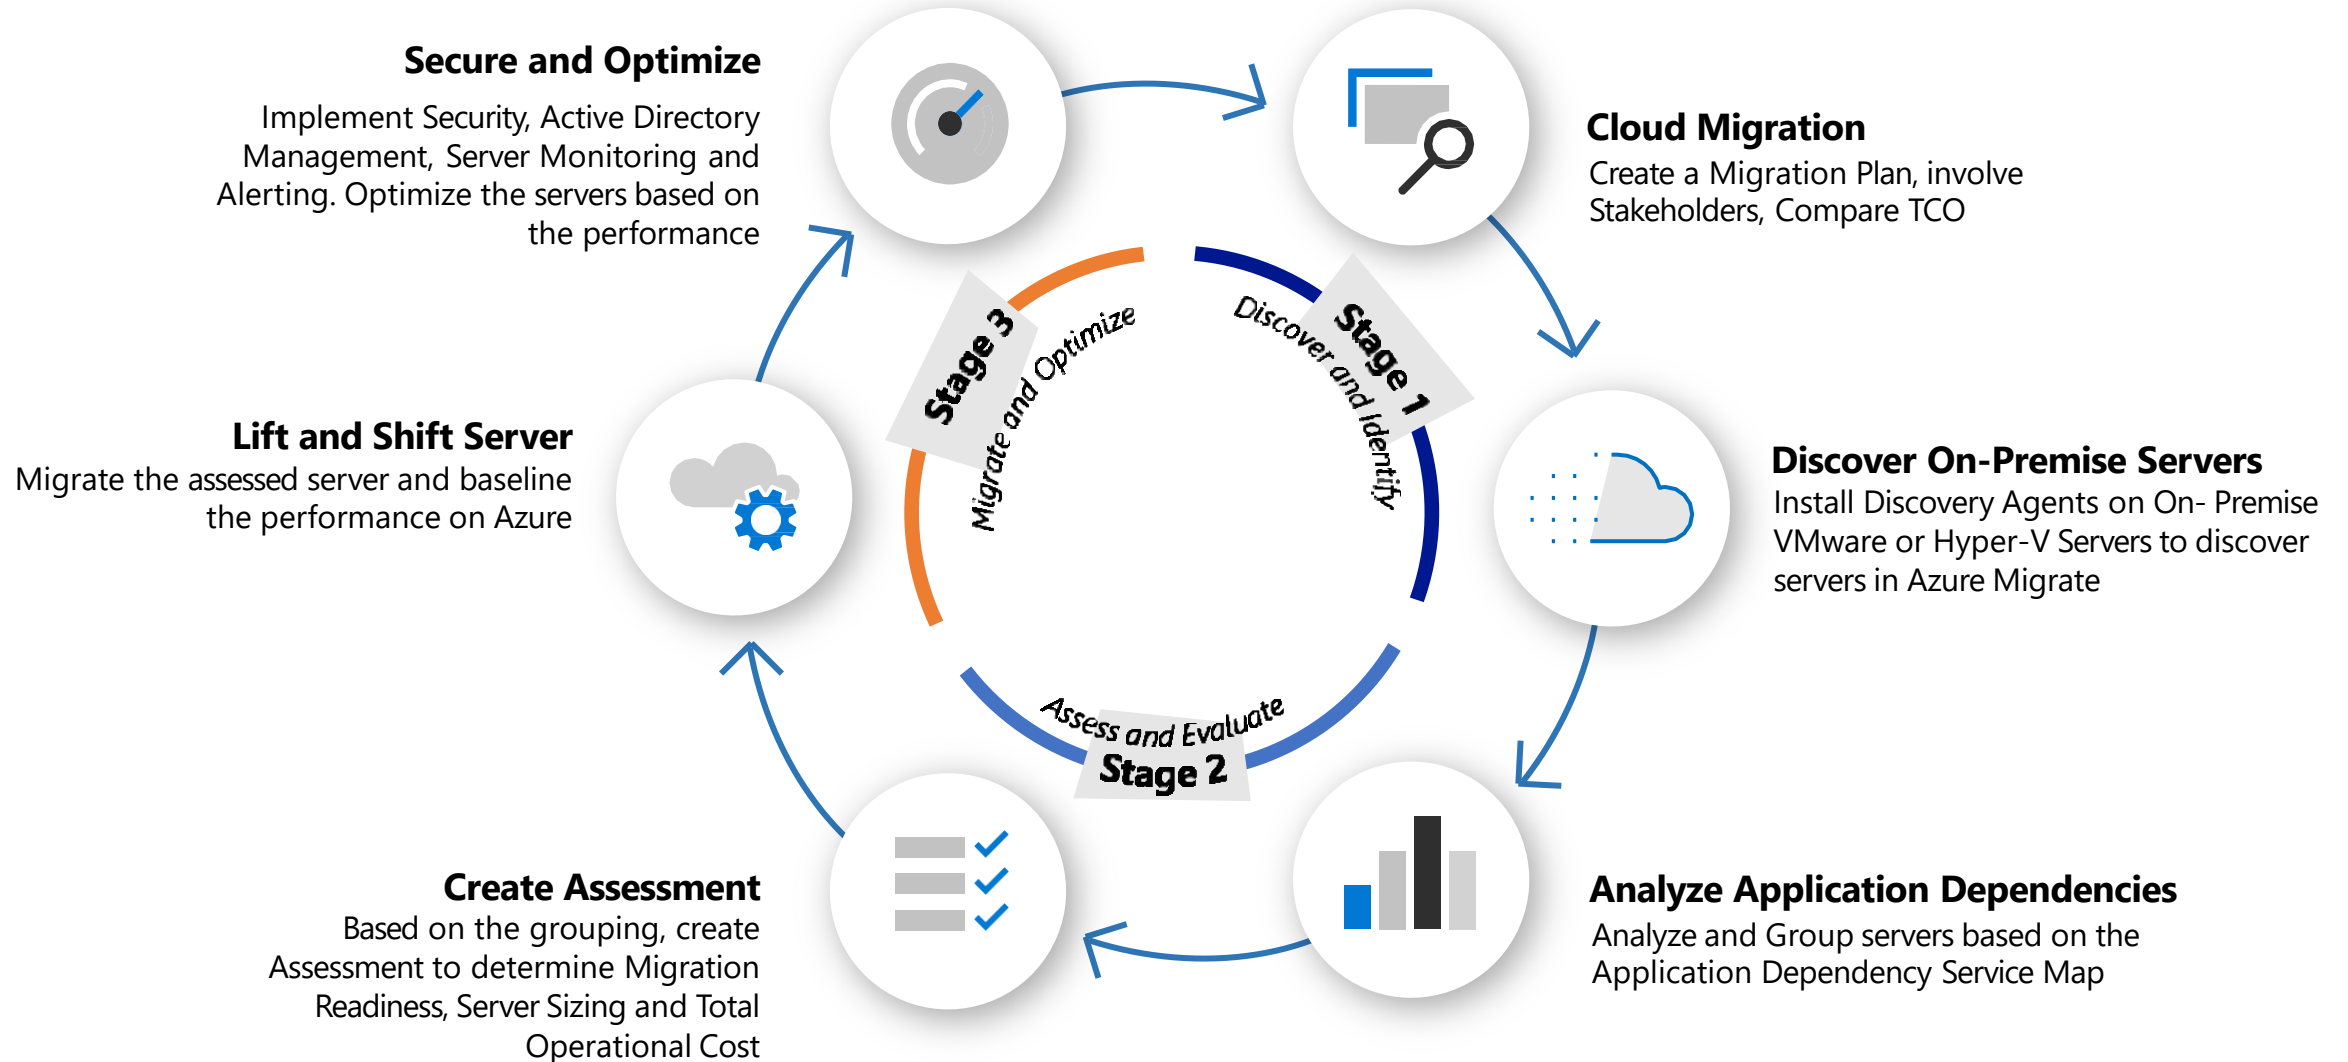 Secure and Optimize
Implement Security, Active Directory
Management, Server Monitoring and
Alerting. Optimize the servers based on
the performance
Cloud Migration
Create a Migration Plan, involve
Stakeholders, Compare TCO
Stage 3
Migrate and Optimize
Stage 1
Discover and Identify
Lift and Shift Server
Migrate the assessed server and baseline
the performance on Azure
Discover On-Premise Servers
Install Discovery Agents on On- Premise
VMware or Hyper-V Servers to discover
servers in Azure Migrate
Assess and Evaluate
Stage 2
Create Assessment
Based on the grouping, create
Assessment to determine Migration
Readiness, Server Sizing and Total
Operational Cost
Analyze Application Dependencies
Analyze and Group servers based on the
Application Dependency Service Map